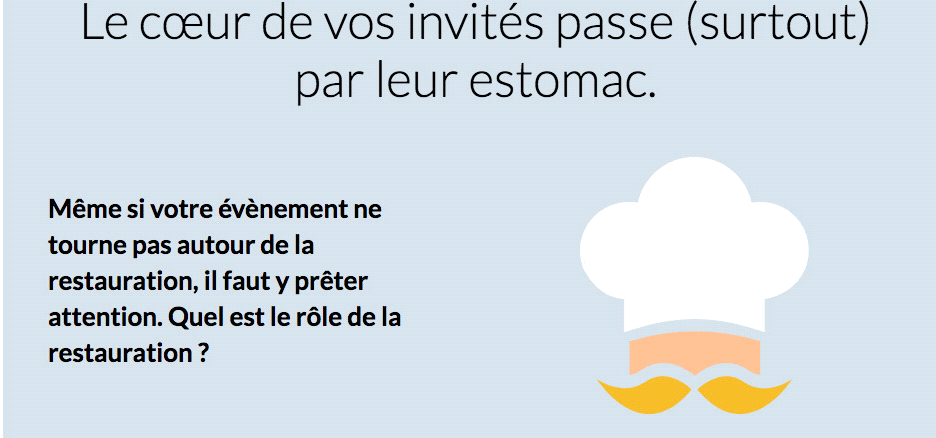 Le cœur de vos invités passe (surtout)
par leur estomac.
Même si votre évènement ne
tourne pas autour de la
restauration, il faut y prêter
attention. Quel est le rôle de la
restauration ?